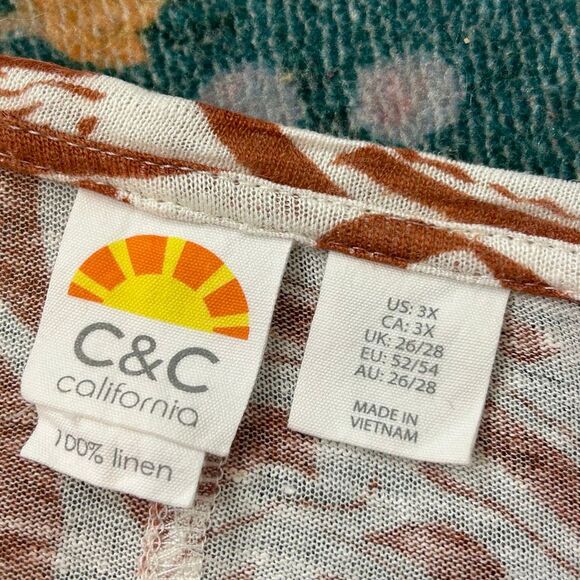 C&C
california
100% linen
US: 3X
CA: 3X
UK: 26/28
EU: 52/54
AU: 26/28
MADE IN
VIETNAM